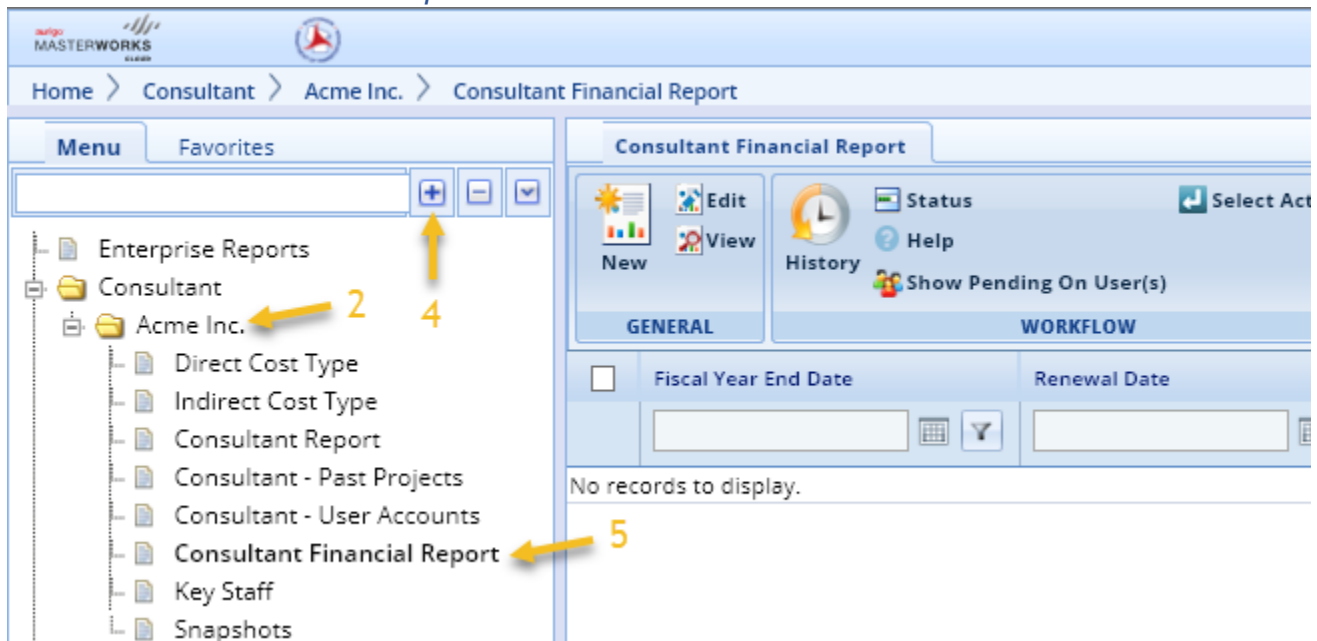 aurigo
MASTERWORKS
CLOUD
Home > Consultant > Acme Inc. > Consultant Financial Report
Menu Favorites
Enterprise Reports
Consultant
Acme Inc.
Direct Cost Type
Indirect Cost Type
Consultant Report
Consultant - Past Projects
Consultant - User Accounts
Consultant Financial Report
Key Staff
Snapshots
2
4
5
Consultant Financial Report
New
Edit
View
GENERAL
History
Status
Help
Show Pending On User(s)
Select Act
WORKFLOW
Fiscal Year End Date Renewal Date
No records to display.